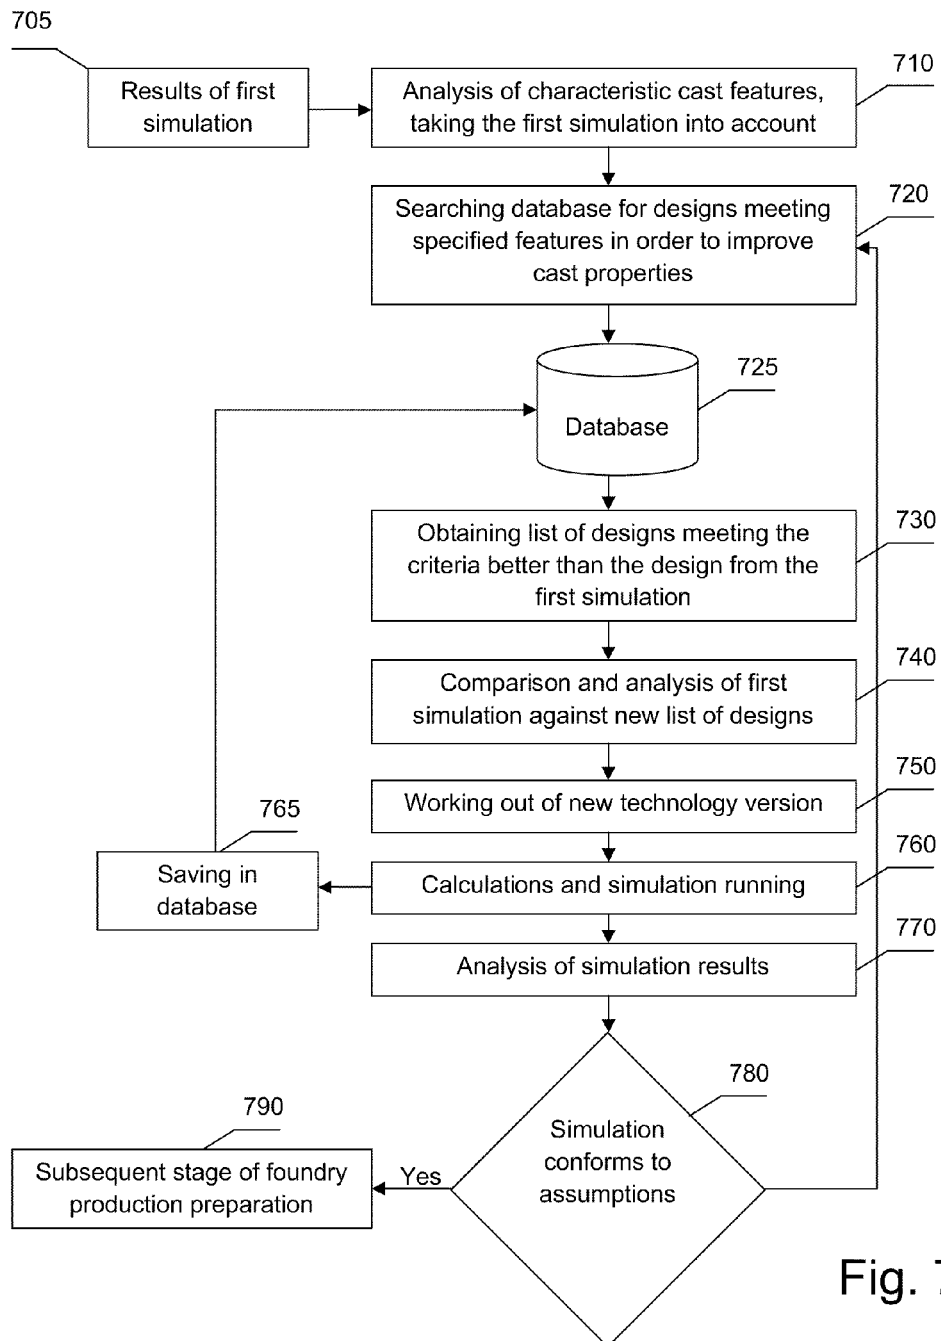 705
Results of first
simulation
710
Analysis of characteristic cast features,
taking the first simulation into account
720
Searching database for designs meeting
specified features in order to improve
cast properties
725
Database
730
Obtaining list of designs meeting the
criteria better than the design from the
first simulation
740
Comparison and analysis of first
simulation against new list of designs
750
Working out of new technology version
765
Saving in
database
760
Calculations and simulation running
770
Analysis of simulation results
780
Simulation
conforms to
assumptions
790
Subsequent stage of foundry
production preparation
Yes
Fig.